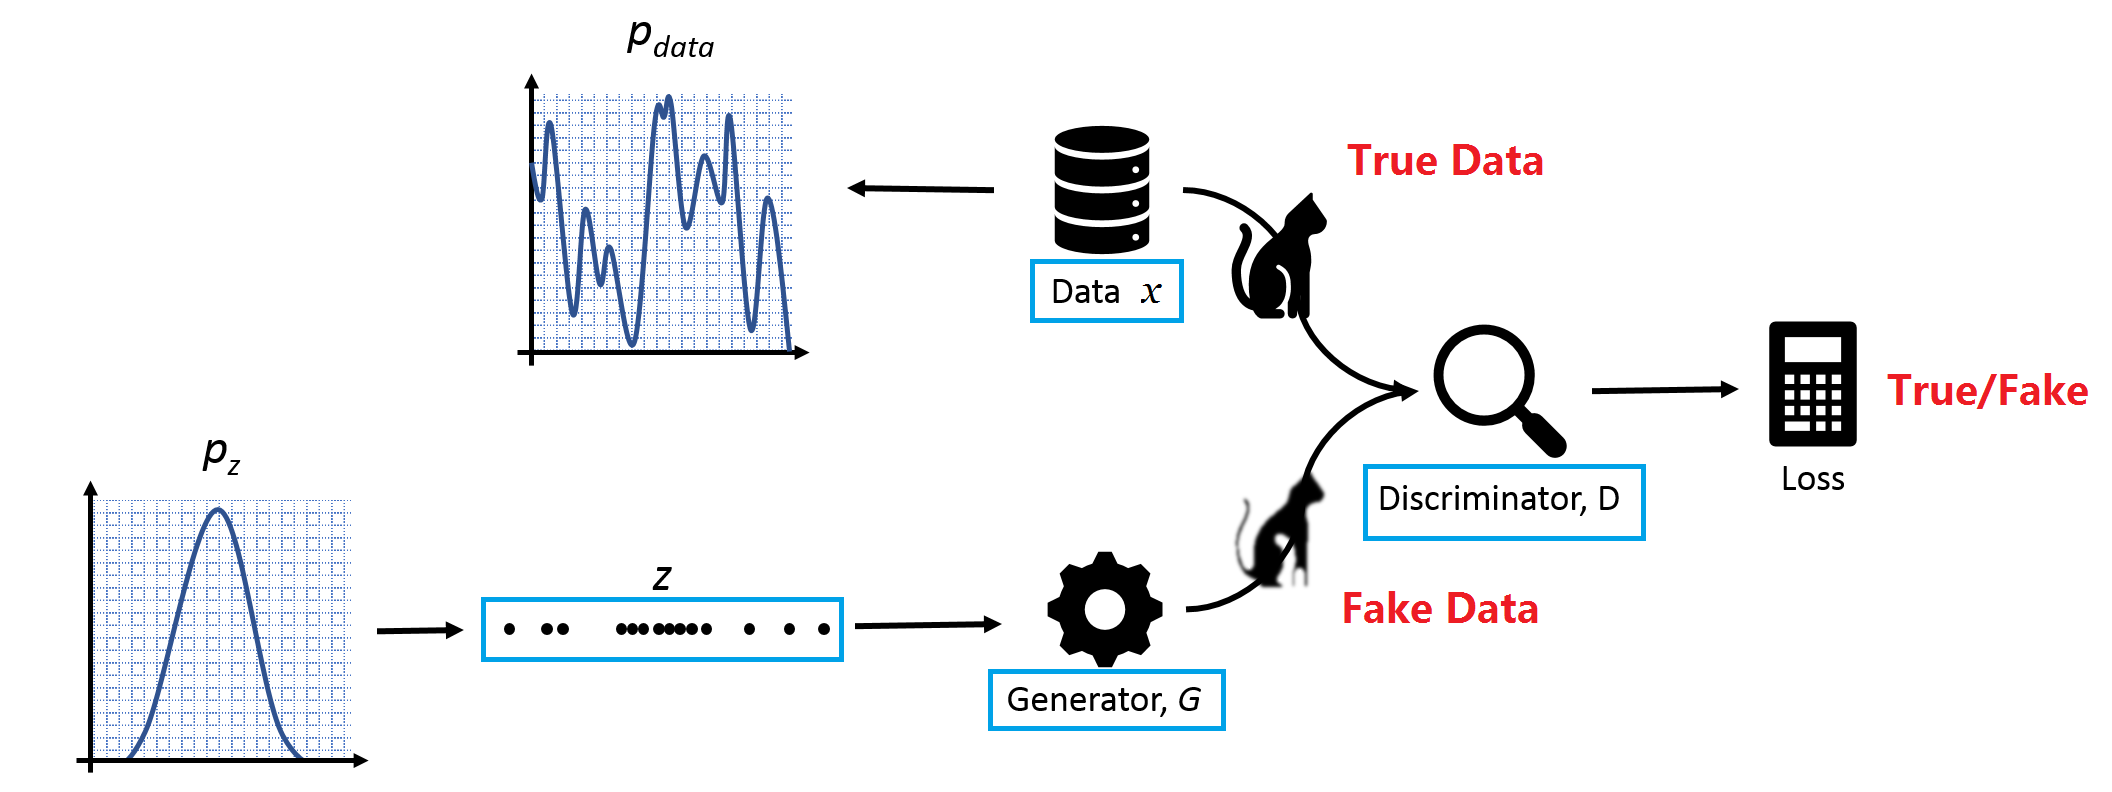 p_data
True Data
Data x
True/Fake
p_z
Loss
Discriminator, D
z
Fake Data
Generator, G